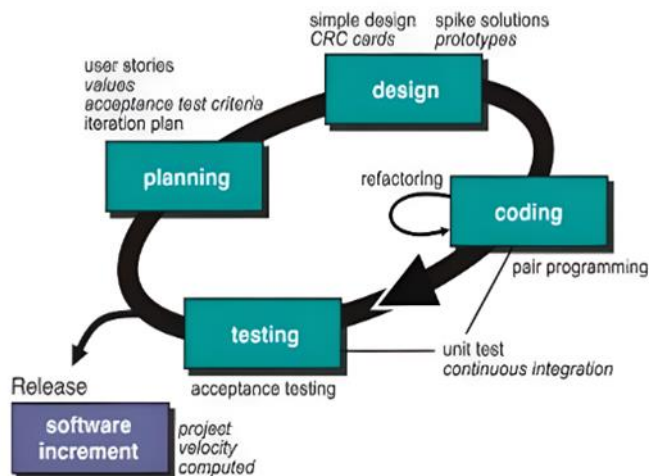 simple design
CRC cards
spike solutions
prototypes
design
user stories
values
acceptance test criteria
iteration plan
planning
refactoring
coding
pair programming
testing
acceptance testing
unit test
continuous integration
Release
software
increment
project
velocity
computed